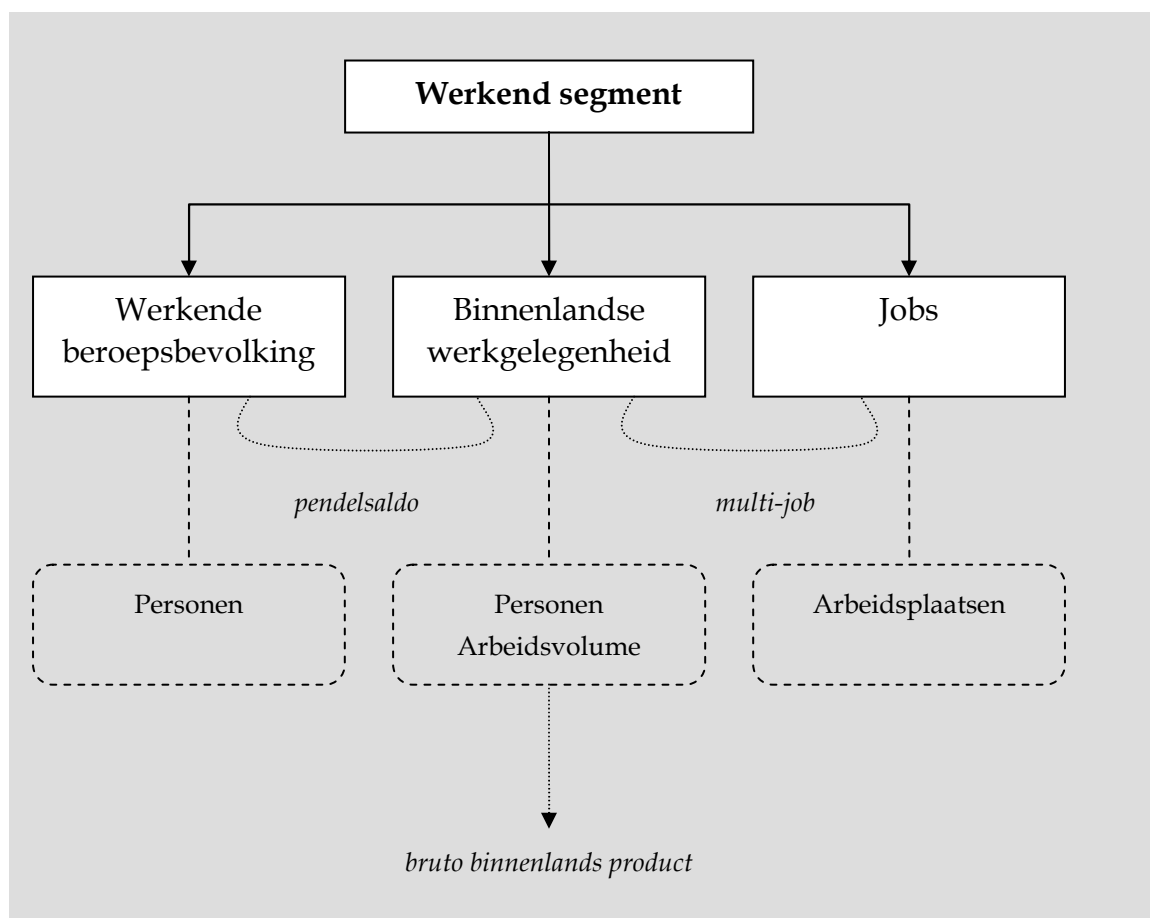 Werkend segment
Werkende
beroepsbevolking
Binnenlandse
werkgelegenheid
Jobs
pendelsaldo
multi-job
Personen
Personen
Arbeidsvolume
Arbeidsplaatsen
bruto binnenlands product